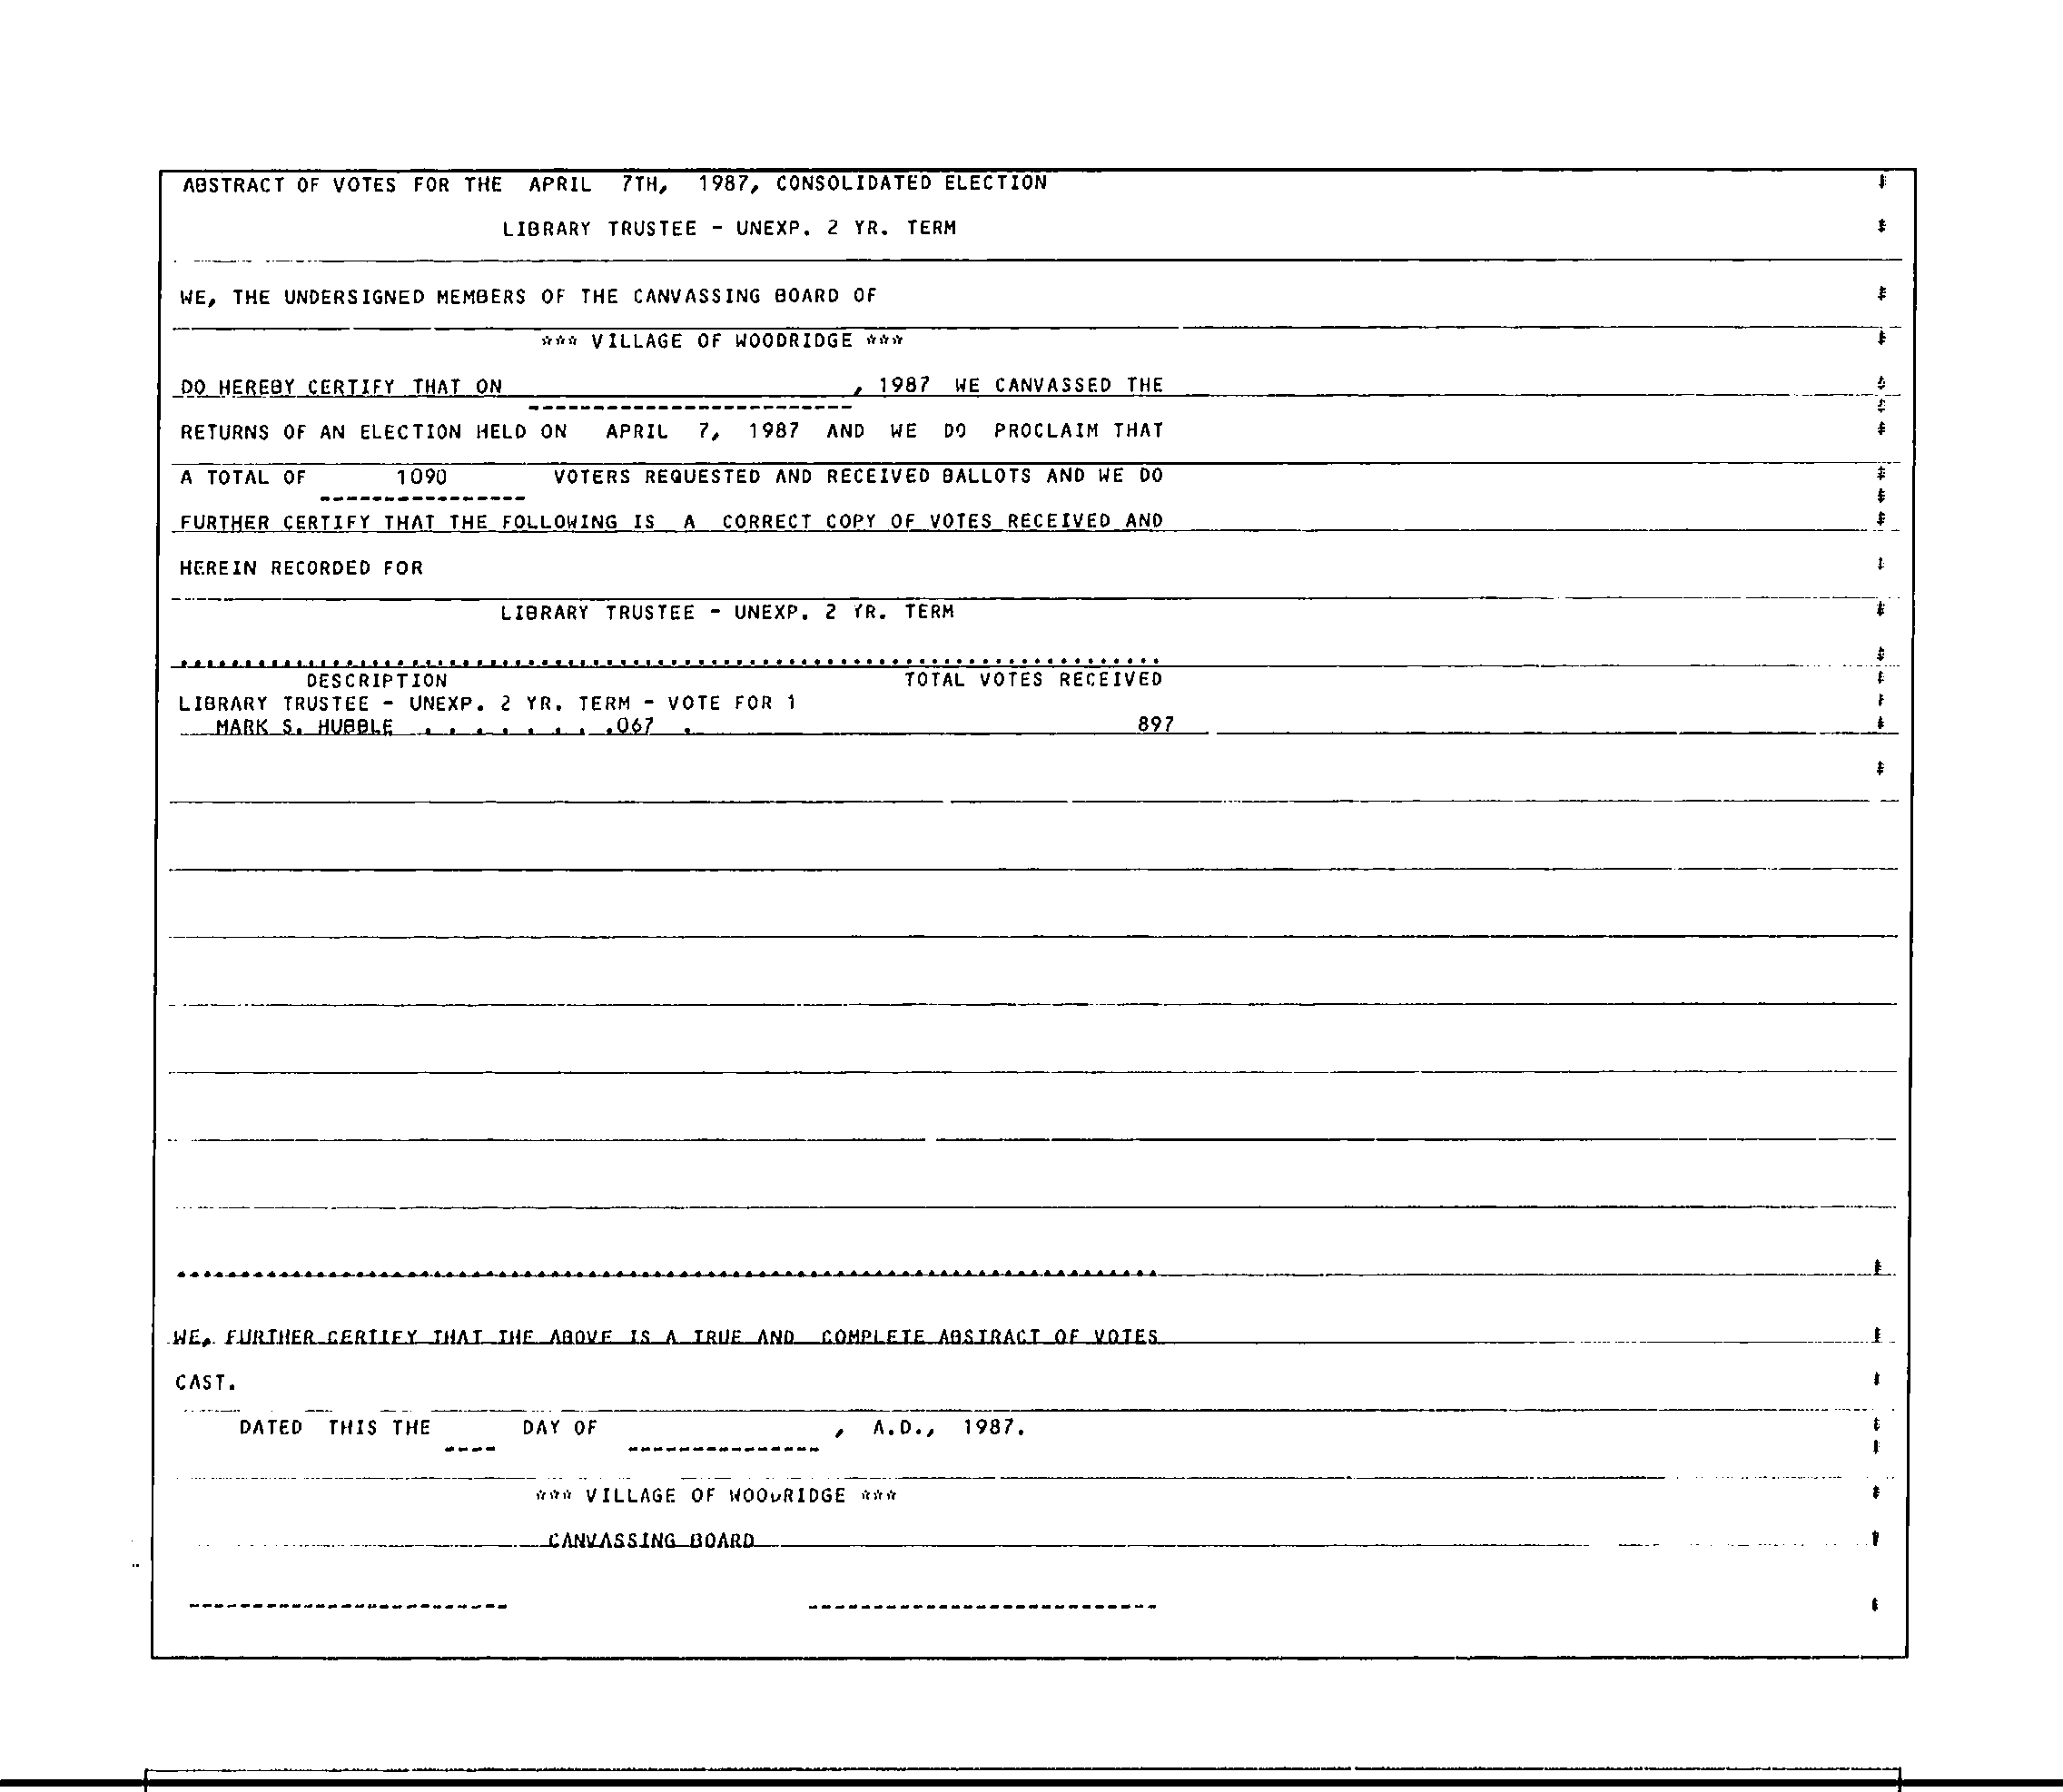 ABSTRACT OF VOTES FOR THE APRIL 7TH, 1987, CONSOLIDATED ELECTION
LIBRARY TRUSTEE - UNEXP. 2 YR. TERM
WE, THE UNDERSIGNED MEMBERS OF THE CANVASSING BOARD OF
*** VILLAGE OF WOODRIDGE ***
DO HEREBY CERTIFY THAT ON , 1987 WE CANVASSED THE
RETURNS OF AN ELECTION HELD ON APRIL 7, 1987 AND WE DO PROCLAIM THAT
A TOTAL OF 1090 VOTERS REQUESTED AND RECEIVED BALLOTS AND WE DO
FURTHER CERTIFY THAT THE FOLLOWING IS A CORRECT COPY OF VOTES RECEIVED AND
HEREIN RECORDED FOR
LIBRARY TRUSTEE - UNEXP. 2 YR. TERM
DESCRIPTION TOTAL VOTES RECEIVED
LIBRARY TRUSTEE - UNEXP. 2 YR. TERM - VOTE FOR 1
MARK S. HUBBLE . . . . . . . .067 . 897
WE, FURTHER CERTIFY THAT THE ABOVE IS A TRUE AND COMPLETE ABSTRACT OF VOTES
CAST.
DATED THIS THE ---- DAY OF --------------- , A.D., 1987.
*** VILLAGE OF WOODRIDGE ***
CANVASSING BOARD